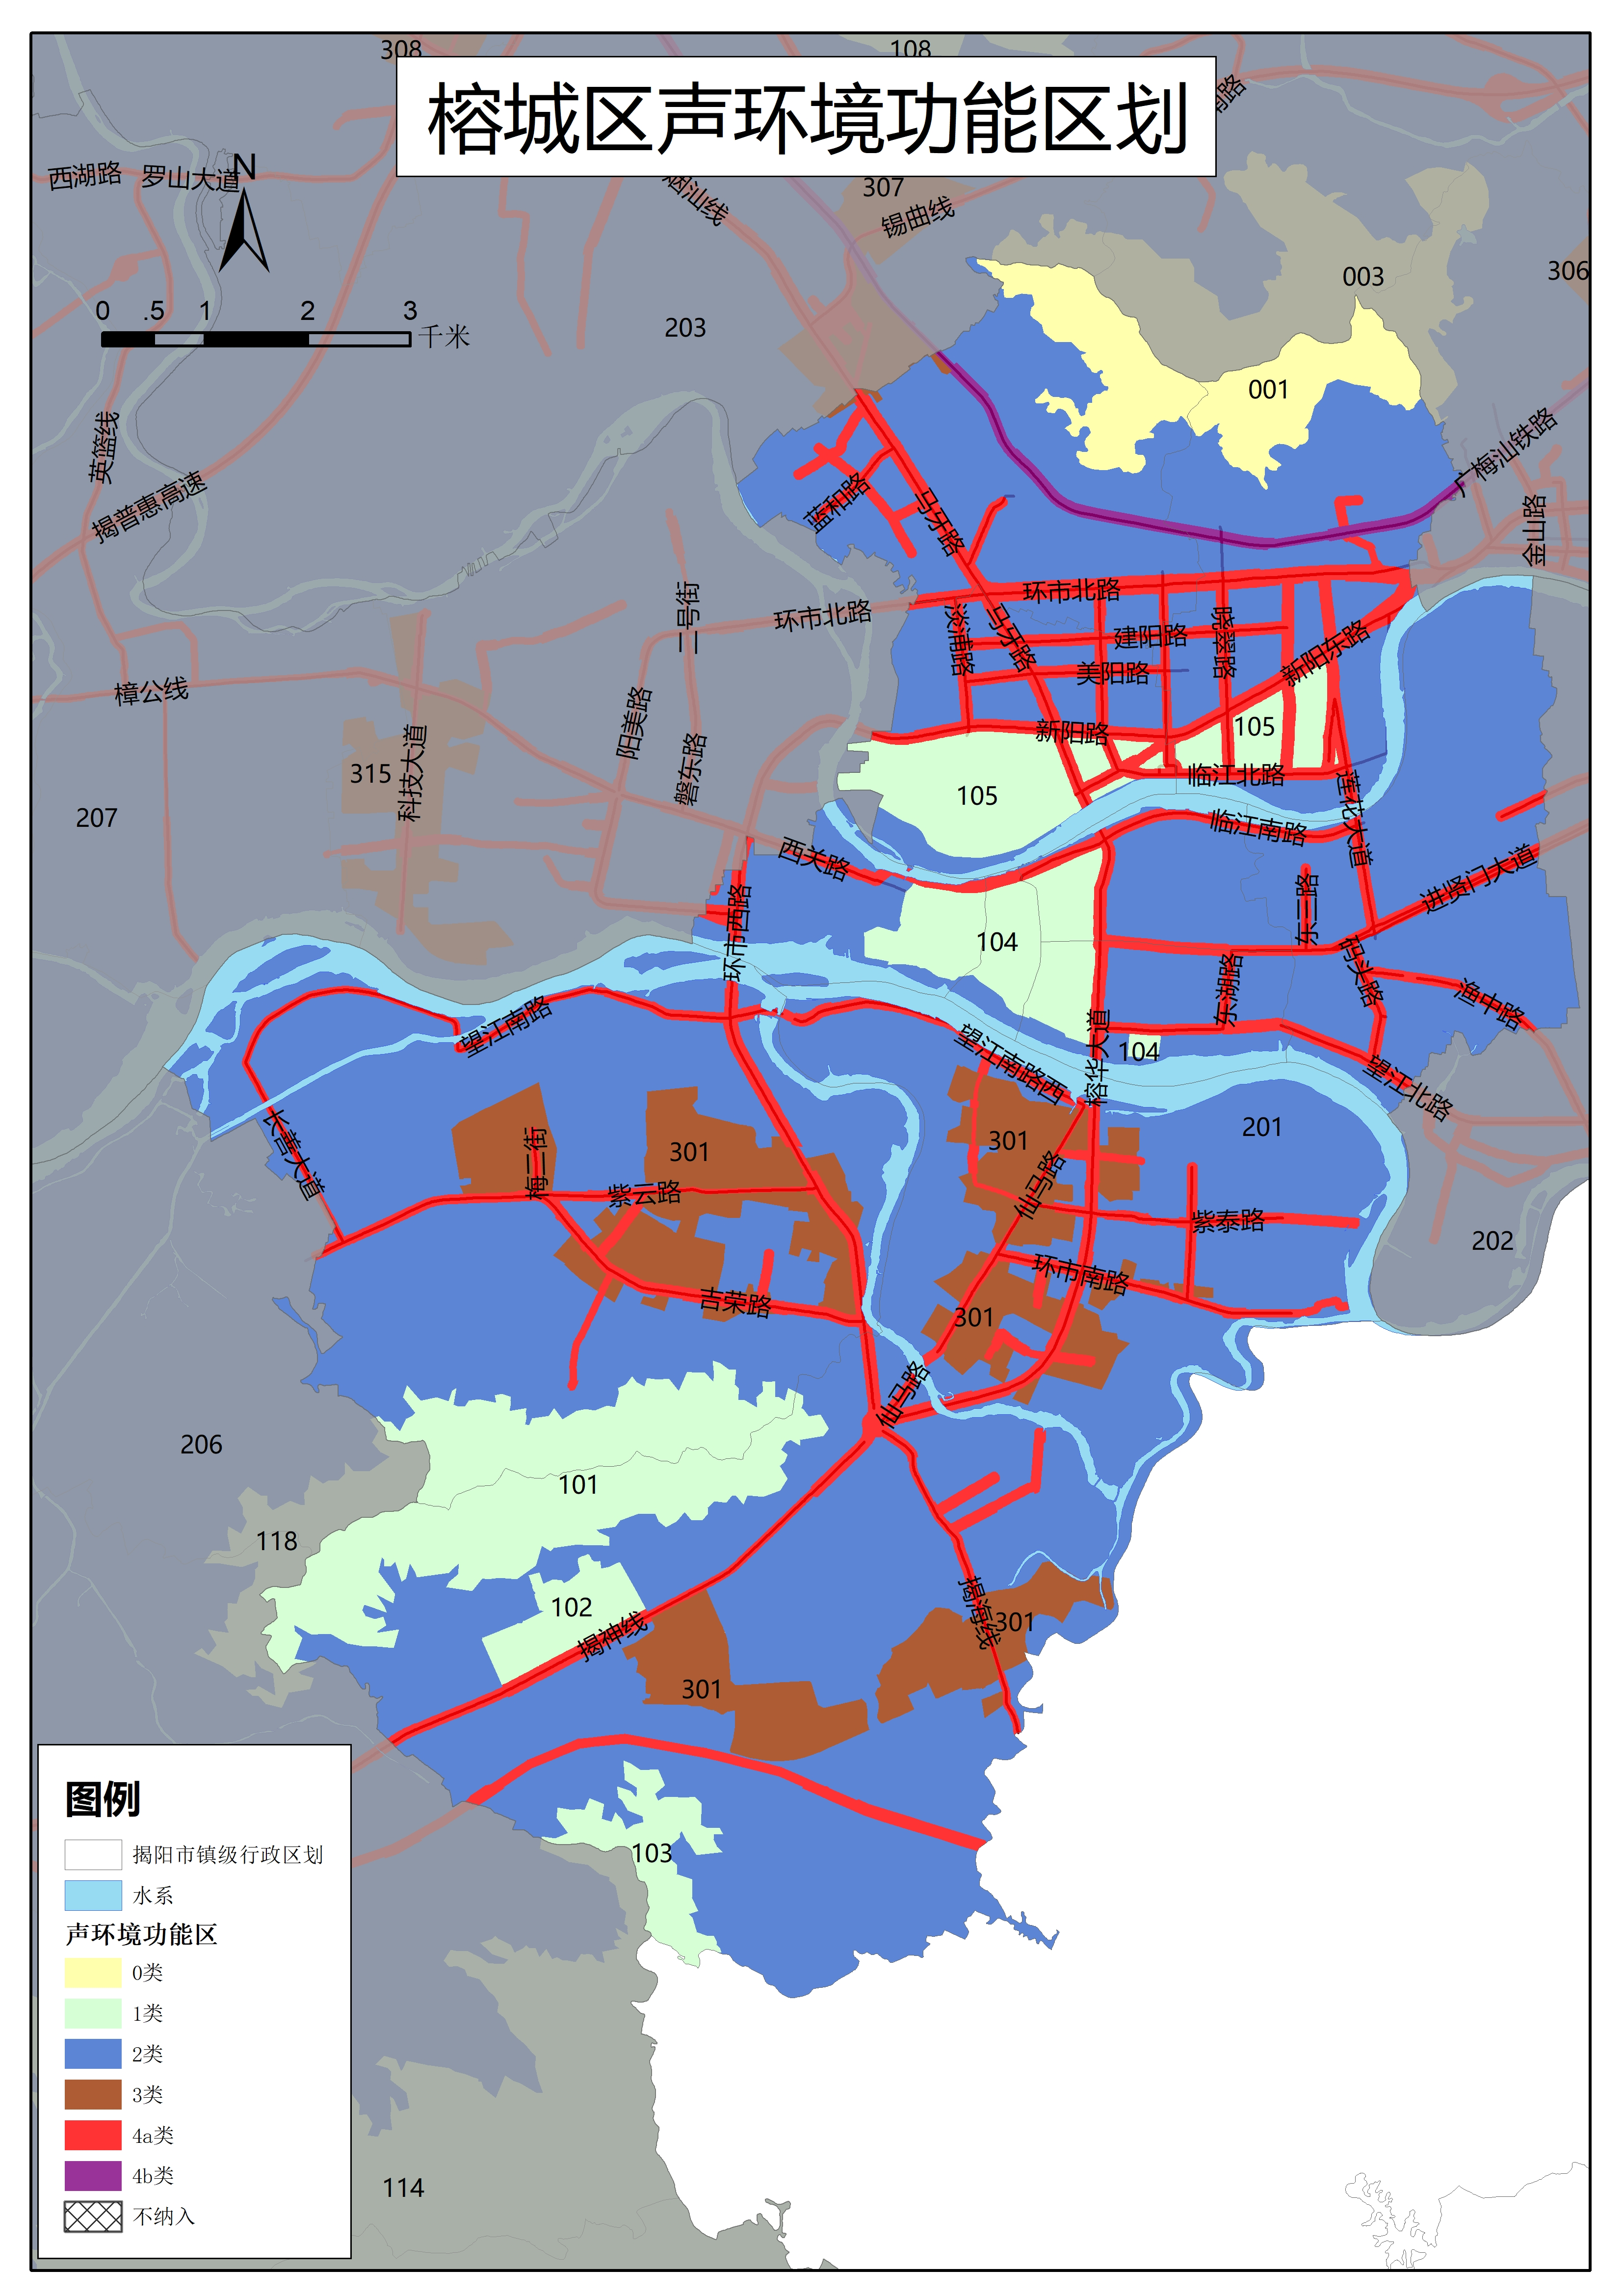 308
108
榕城区声环境功能区划
南路
西湖路
罗山大道
N
烟汕线
307
锡曲线
003
306
0 .5 1 2 3
千米
203
001
英篮线
揭普惠高速
广梅汕铁路
金山路
蓝和路
马牙路
二号街
环市北路
环市北路
淡浦路
马牙路
建阳路
晓翠路
美阳路
新阳东路
樟公线
阳美路
新阳路
105
磐东路
315
科技大道
临江北路
105
莲花大道
207
临江南路
西关路
进贤门大道
环市西路
东二路
104
码头路
东湖路
渔中路
望江南路
望江南路西
榕华大道
104
望江北路
长善大道
201
301
301
梅二街
紫云路
仙马路
紫泰路
202
环市南路
吉荣路
301
仙马路
206
101
118
102
揭神线
揭海线
301
301
图例
揭阳市镇级行政区划
水系
声环境功能区
0类
1类
2类
3类
4a类
4b类
不纳入
103
114